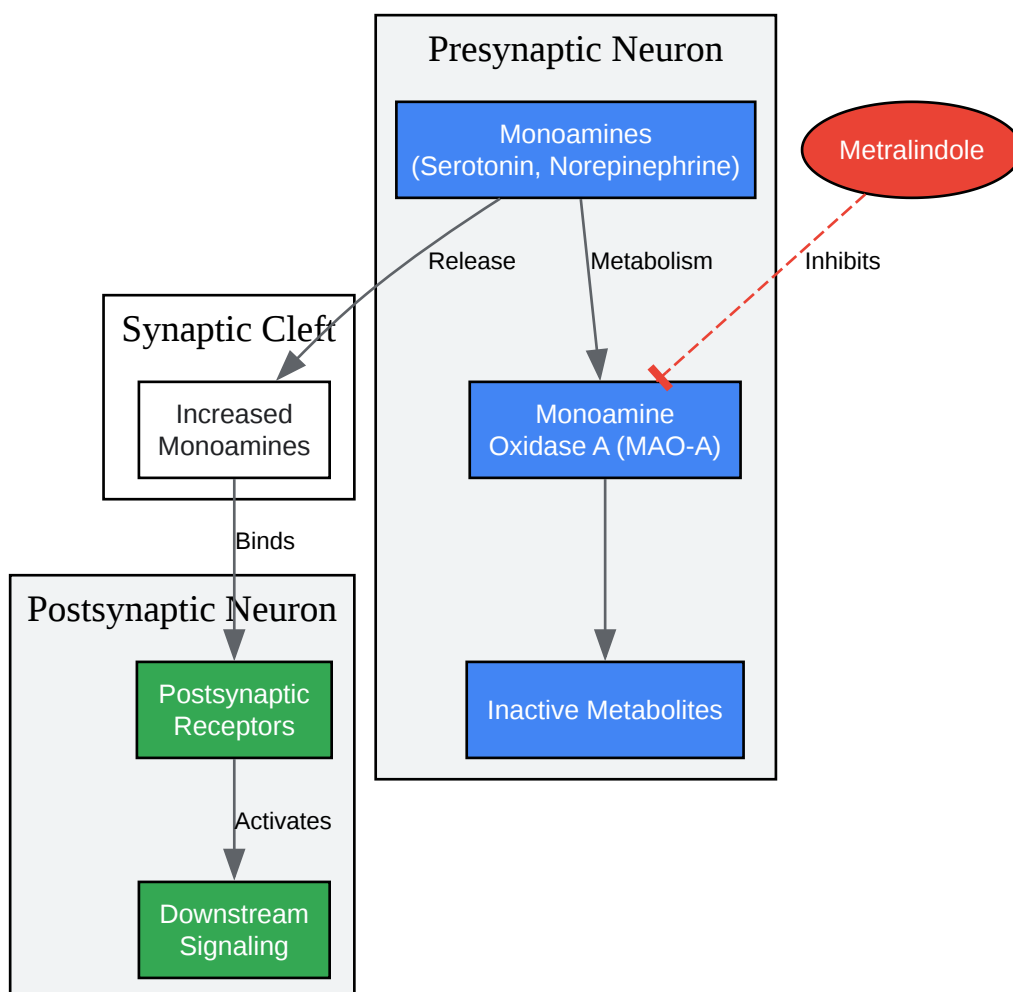 Presynaptic Neuron
Monoamines
(Serotonin, Norepinephrine)
Metralindole
Release
Metabolism
Inhibits
Synaptic Cleft
Increased
Monoamines
Monoamine
Oxidase A (MAO-A)
Binds
Postsynaptic Neuron
Postsynaptic
Receptors
Inactive Metabolites
Activates
Downstream
Signaling